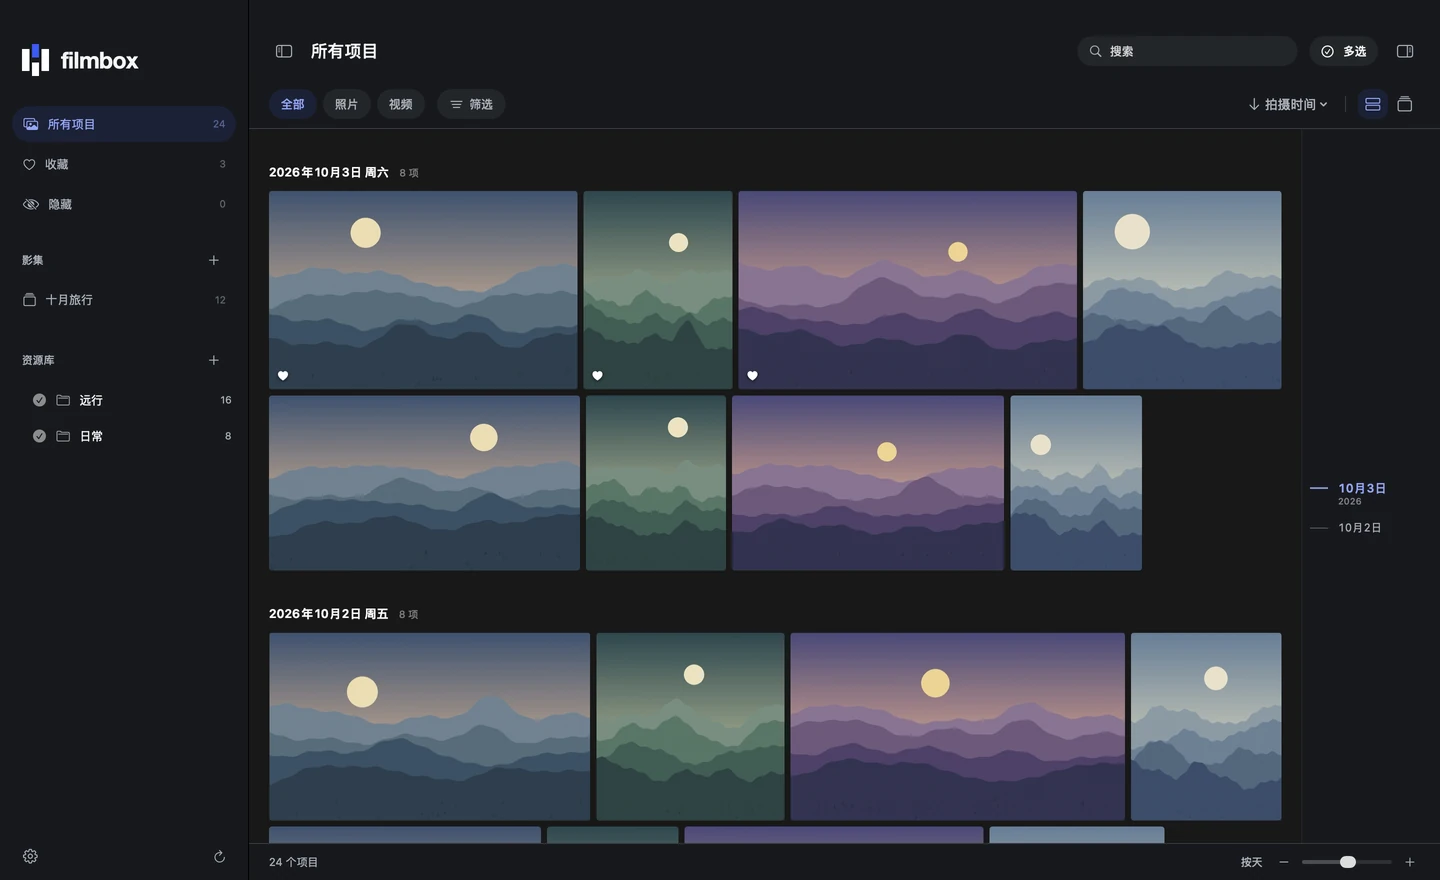 filmbox
所有项目 24
收藏 3
隐藏 0
影集
十月旅行 12
资源库
远行 16
日常 8
所有项目
搜索
多选
全部 照片 视频 筛选
拍摄时间
2026年10月3日 周六 8 项
10月3日
2026
10月2日
2026年10月2日 周五 8 项
24 个项目
按天